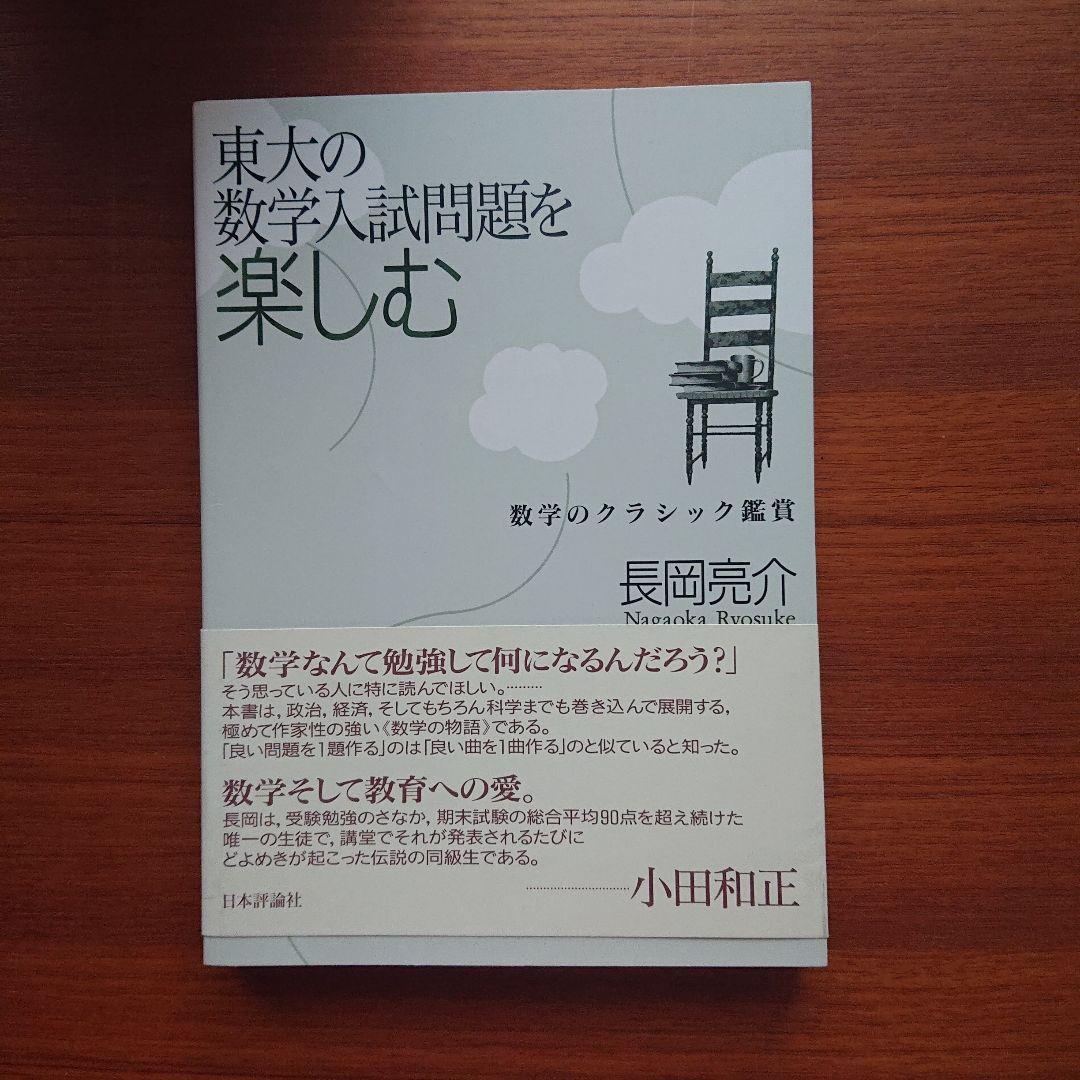 東大の
数学入試問題を
楽しむ
数学のクラシック鑑賞
長岡亮介
Nagaoka Ryosuke
「数学なんて勉強して何になるんだろう?」
そう思っている人に特に読んでほしい。………
本書は，政治，経済，そしてもちろん科学までも巻き込んで展開する，
極めて作家性の強い《数学の物語》である。
「良い問題を1題作る」のは「良い曲を1曲作る」のと似ていると知った。
数学そして教育への愛。
長岡は，受験勉強のさなか，期末試験の総合平均90点を超え続けた
唯一の生徒で，講堂でそれが発表されるたびに
どよめきが起こった伝説の同級生である。
…………………………小田和正
日本評論社